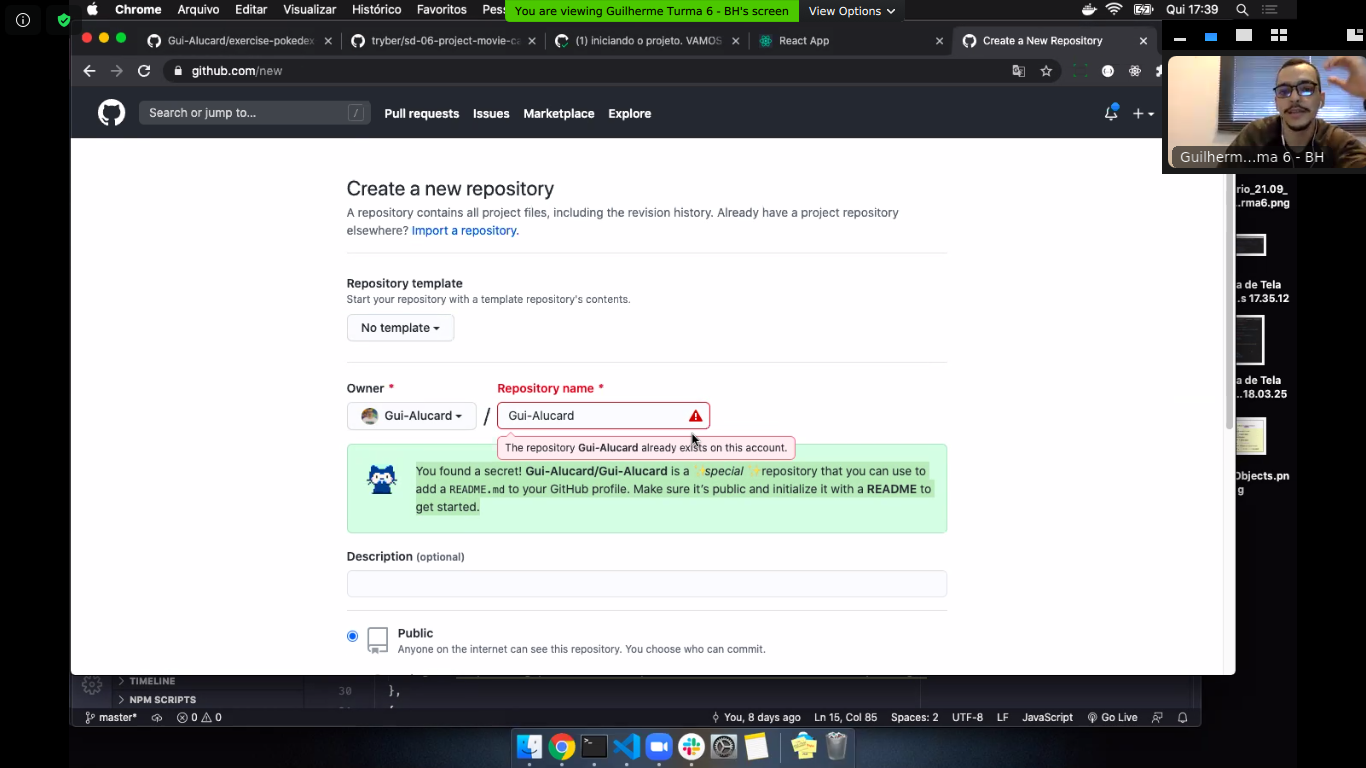 Chrome Arquivo Editar Visualizar Histórico Favoritos Pes
You are viewing Guilherme Turma 6 - BH's screen
View Options
Qui 17:39
Gui-Alucard/exercise-pokedex
tryber/sd-06-project-movie-ca
(1) iniciando o projeto. VAMOS
React App
Create a New Repository
github.com/new
Search or jump to... /
Pull requests Issues Marketplace Explore
Guilherm...ma 6 - BH
Create a new repository
A repository contains all project files, including the revision history. Already have a project repository
elsewhere? Import a repository.
Repository template
Start your repository with a template repository's contents.
No template
Owner * Repository name *
Gui-Alucard / Gui-Alucard
The repository Gui-Alucard already exists on this account.
You found a secret! Gui-Alucard/Gui-Alucard is a ✨special ✨ repository that you can use to
add a README.md to your GitHub profile. Make sure it's public and initialize it with a README to
get started.
Description (optional)
Public
Anyone on the internet can see this repository. You choose who can commit.
rio_21.09_
..rma6.png
a de Tela
.s 17.35.12
a de Tela
..18.03.25
Objects.pn
g
TIMELINE
NPM SCRIPTS
30 },
master* 0 0 You, 8 days ago Ln 15, Col 85 Spaces: 2 UTF-8 LF JavaScript Go Live